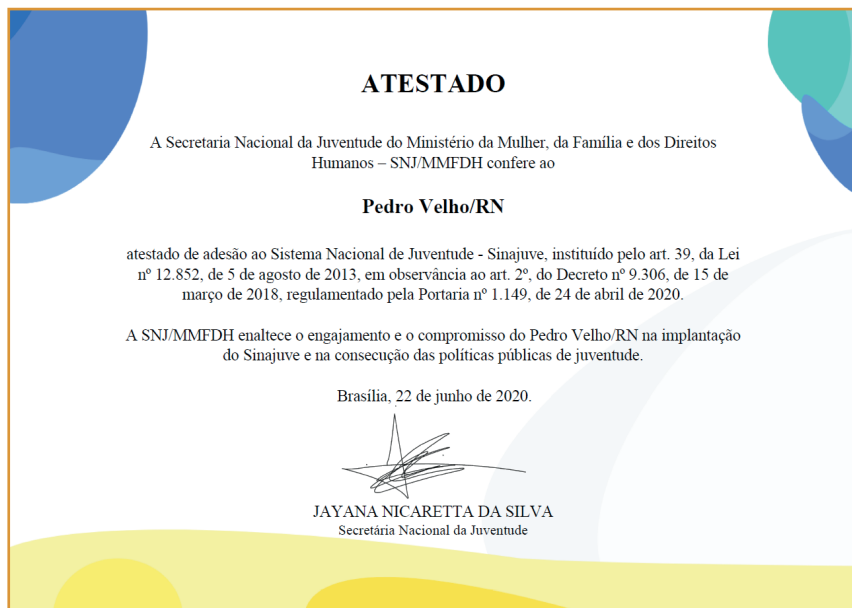 ATESTADO
A Secretaria Nacional da Juventude do Ministério da Mulher, da Família e dos Direitos
Humanos – SNJ/MMFDH confere ao
Pedro Velho/RN
atestado de adesão ao Sistema Nacional de Juventude - Sinajuve, instituído pelo art. 39, da Lei
nº 12.852, de 5 de agosto de 2013, em observância ao art. 2º, do Decreto nº 9.306, de 15 de
março de 2018, regulamentado pela Portaria nº 1.149, de 24 de abril de 2020.
A SNJ/MMFDH enaltece o engajamento e o compromisso do Pedro Velho/RN na implantação
do Sinajuve e na consecução das políticas públicas de juventude.
Brasília, 22 de junho de 2020.
JAYANA NICARETTA DA SILVA
Secretária Nacional da Juventude